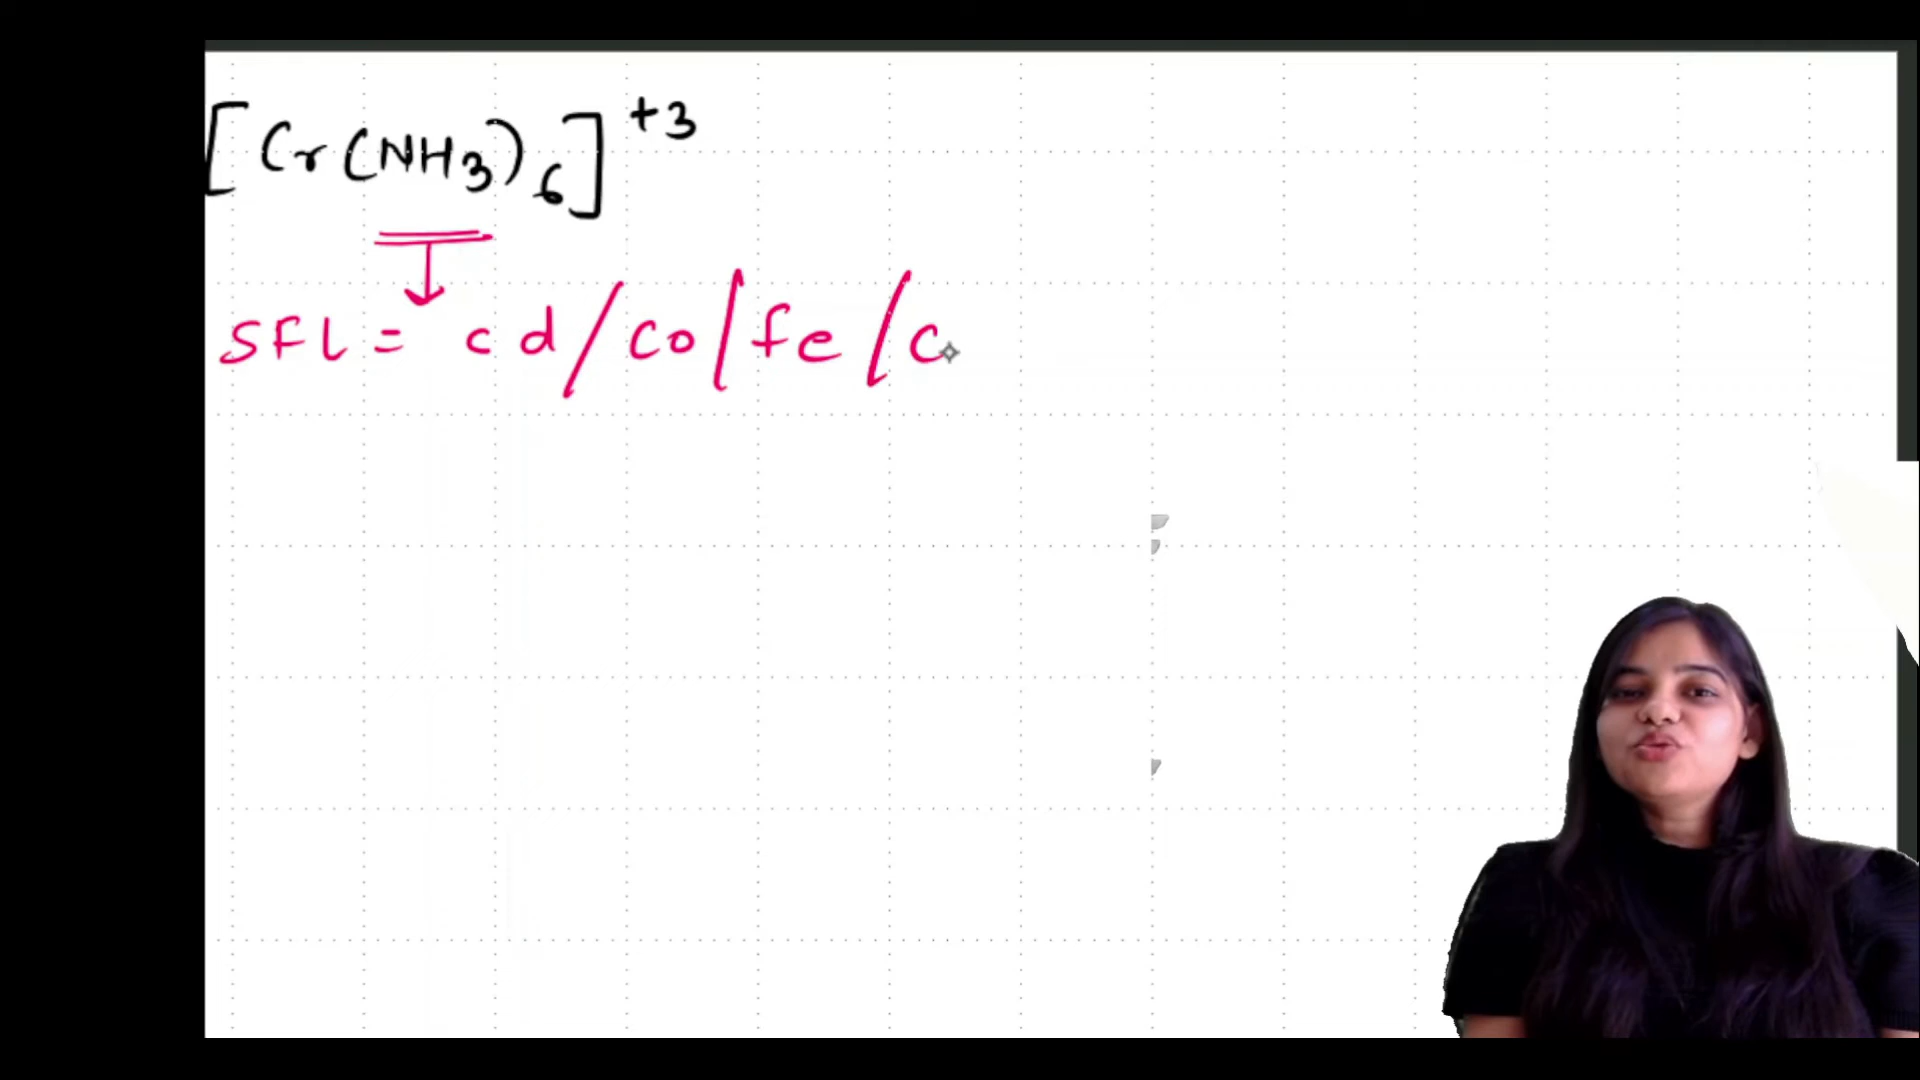 [Cr(NH3)6]+3
SFL = cd/co/fe/c